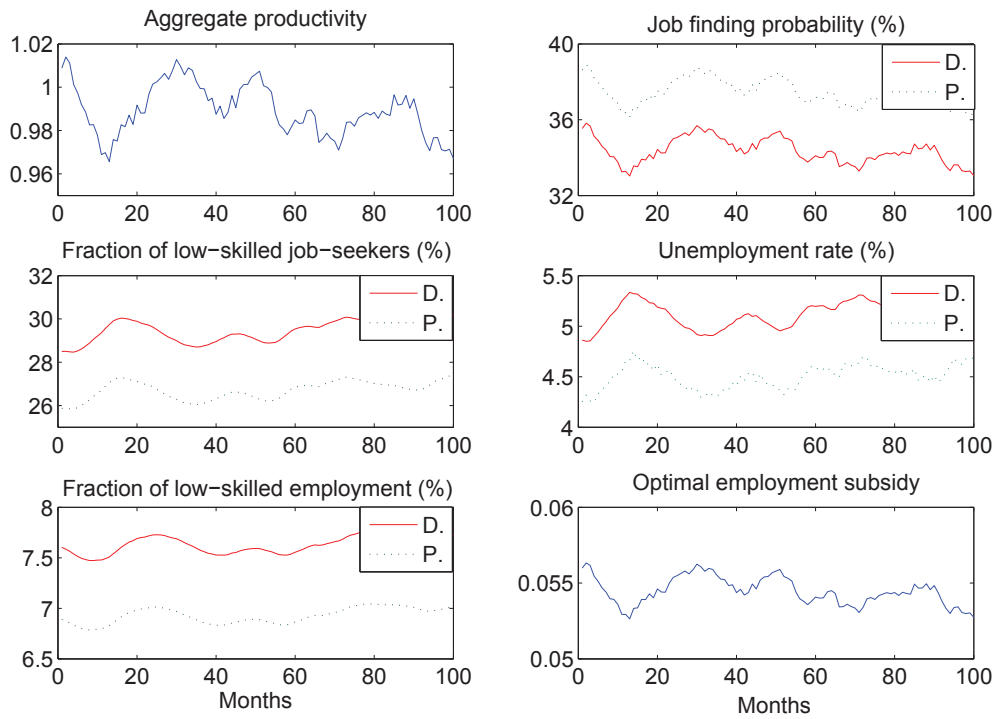 Aggregate productivity
1.02
1
0.98
0.96
0 20 40 60 80 100
Job finding probability (%)
40
36
32
D.
P.
0 20 40 60 80 100
Fraction of low−skilled job−seekers (%)
32
30
28
26
D.
P.
0 20 40 60 80 100
Unemployment rate (%)
5.5
5
4.5
4
D.
P.
0 20 40 60 80 100
Fraction of low−skilled employment (%)
8
7.5
7
6.5
D.
P.
0 20 40 60 80 100
Months
Optimal employment subsidy
0.06
0.055
0.05
0 20 40 60 80 100
Months